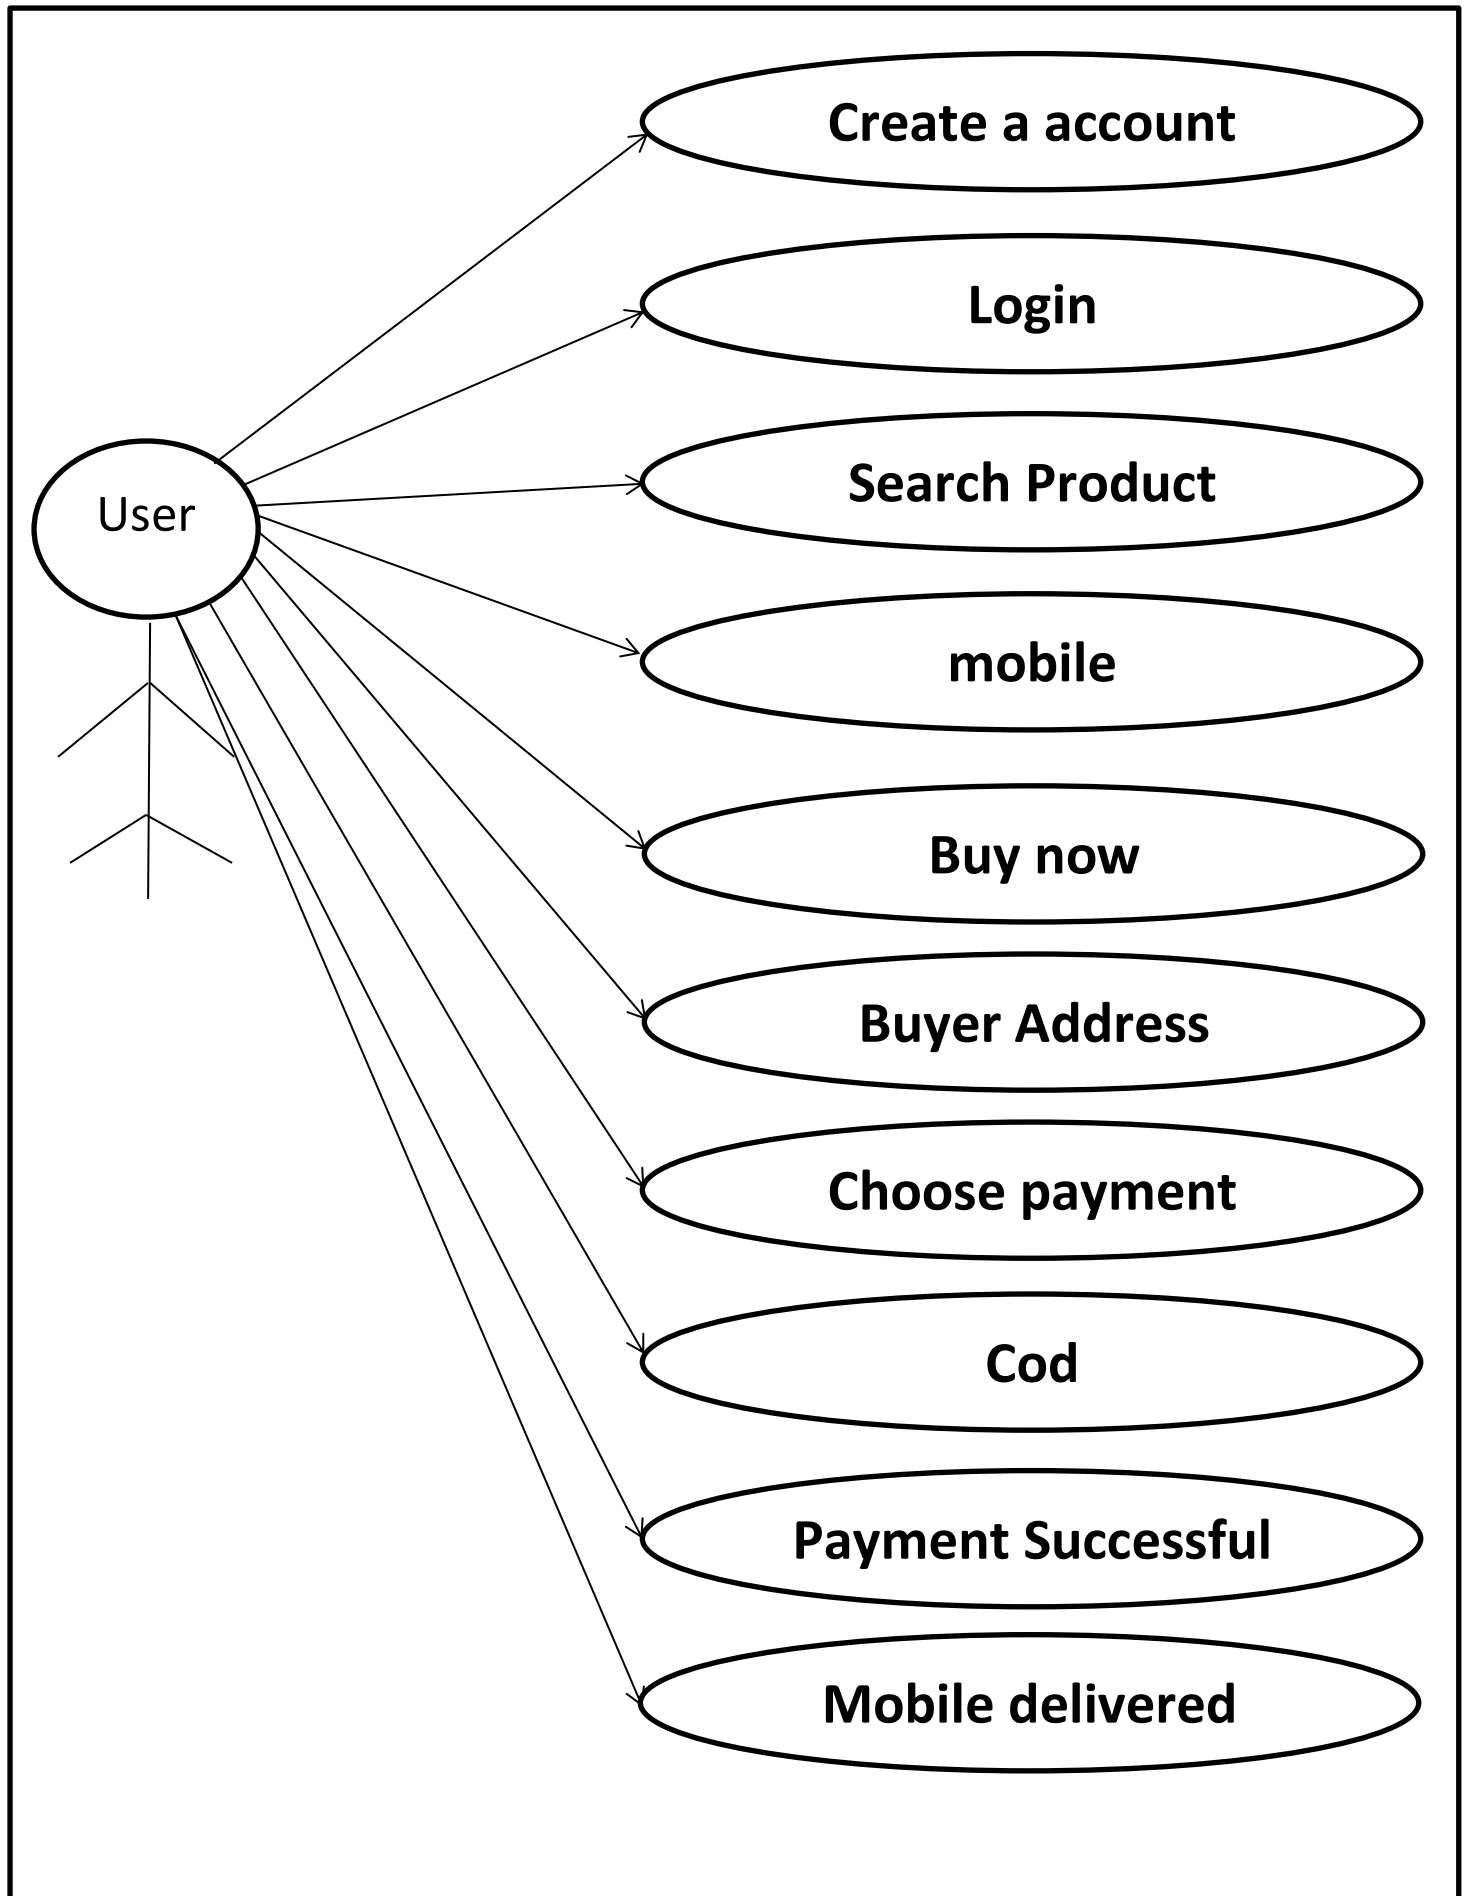 Create a account
Login
Search Product
User
mobile
Buy now
Buyer Address
Choose payment
Cod
Payment Successful
Mobile delivered